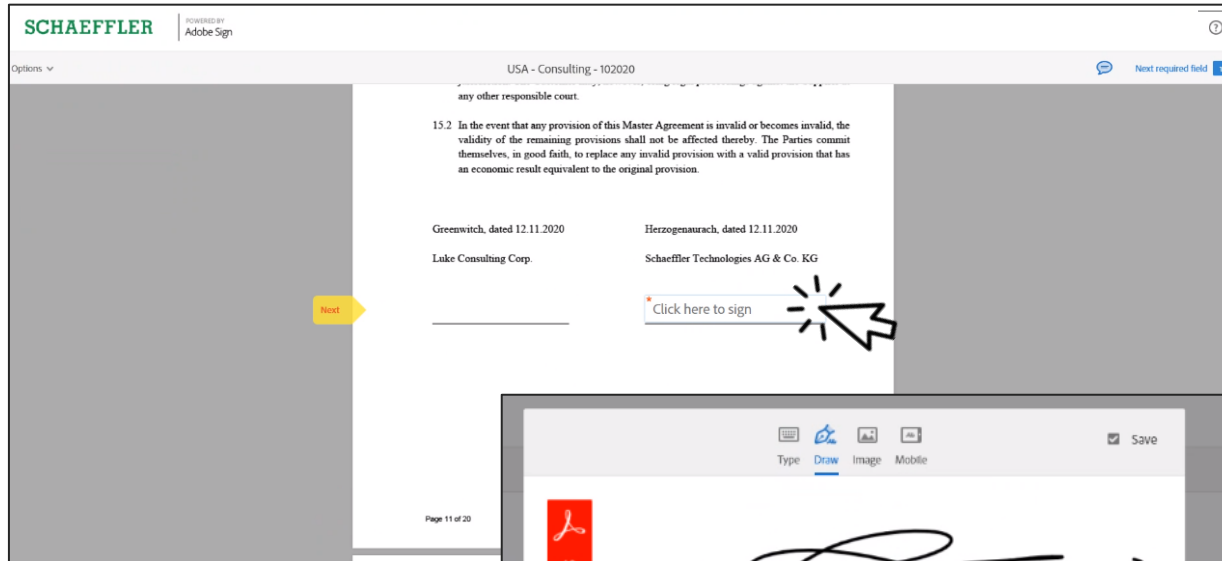 SCHAEFFLER
POWERED BY
Adobe Sign
Options
USA - Consulting - 102020
Next required field
any other responsible court.
15.2 In the event that any provision of this Master Agreement is invalid or becomes invalid, the
validity of the remaining provisions shall not be affected thereby. The Parties commit
themselves, in good faith, to replace any invalid provision with a valid provision that has
an economic result equivalent to the original provision.
Greenwitch, dated 12.11.2020
Herzogenaurach, dated 12.11.2020
Luke Consulting Corp.
Schaeffler Technologies AG & Co. KG
Next
*Click here to sign
Type Draw Image Mobile
Save
Page 11 of 20